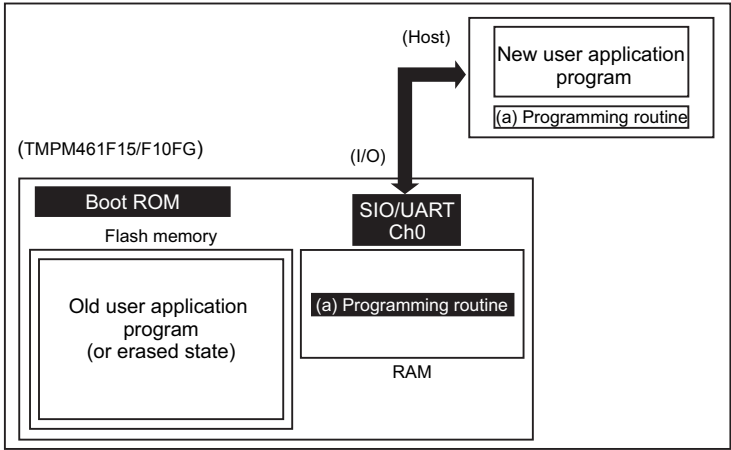 (Host)
New user application
program
(a) Programming routine
(TMPM461F15/F10FG)
(I/O)
Boot ROM
SIO/UART
Ch0
Flash memory
Old user application
program
(or erased state)
(a) Programming routine
RAM